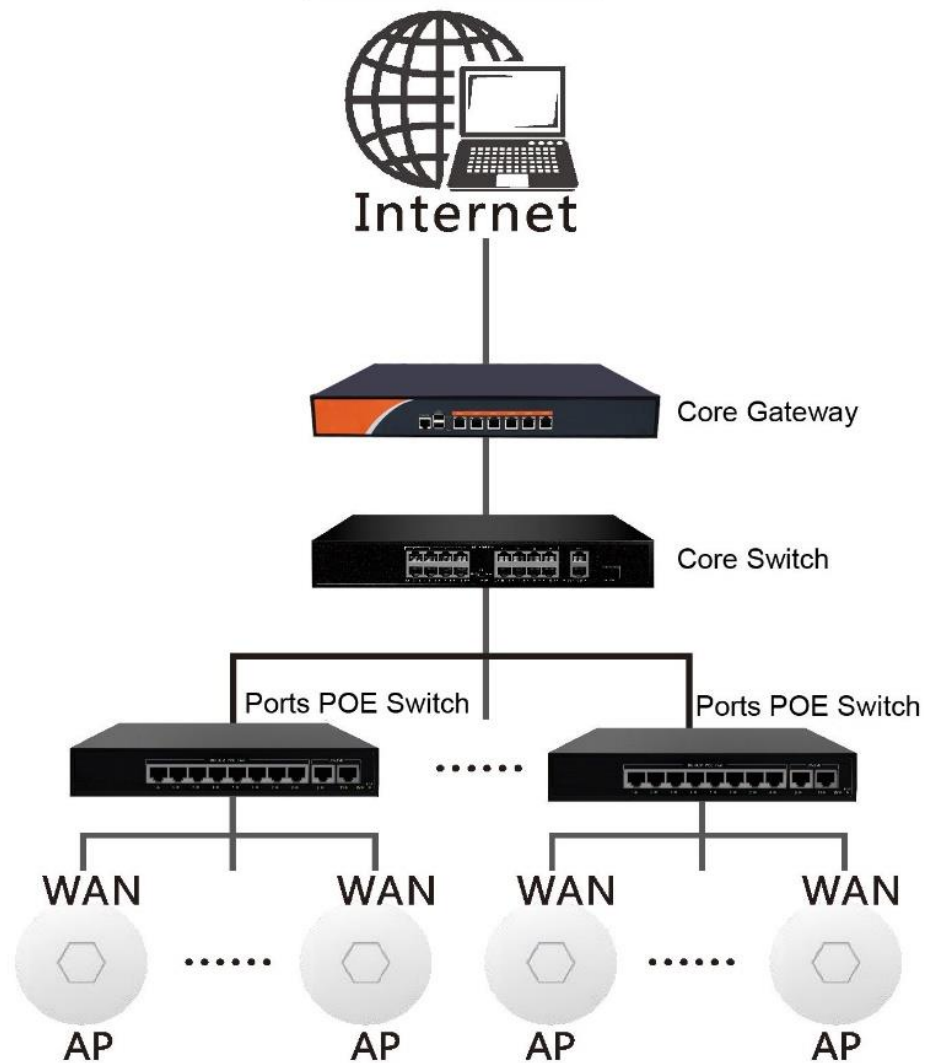 Internet
Core Gateway
Core Switch
Ports POE Switch
Ports POE Switch
WAN
WAN
WAN
WAN
AP
AP
AP
AP